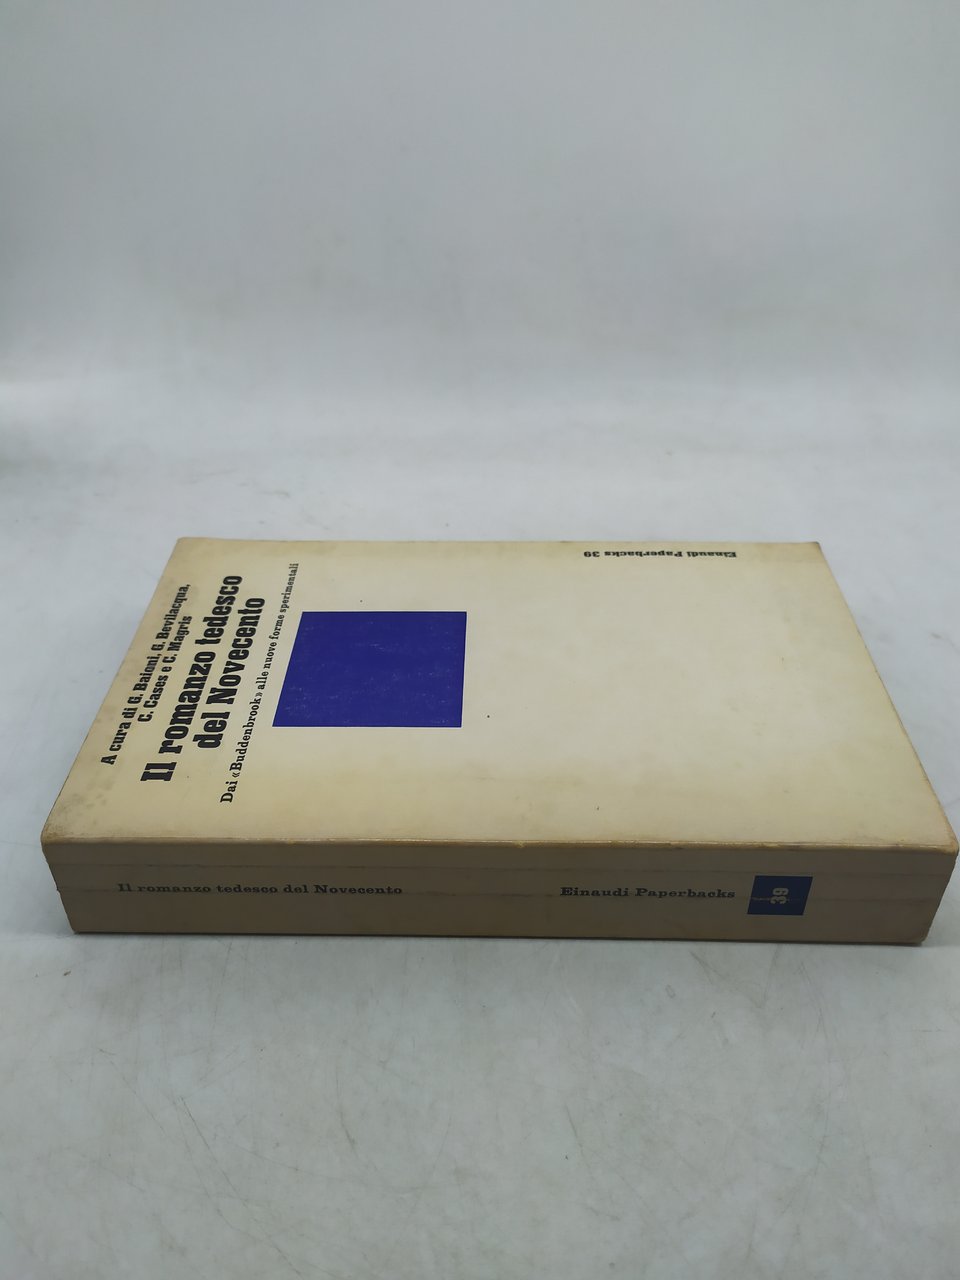 A cura di G. Baioni, G. Bevilacqua,
C. Cases e C. Magris
Il romanzo tedesco
del Novecento
Dai «Buddenbrook» alle nuove forme sperimentali
Einaudi Paperbacks 39
Il romanzo tedesco del Novecento
Einaudi Paperbacks
39